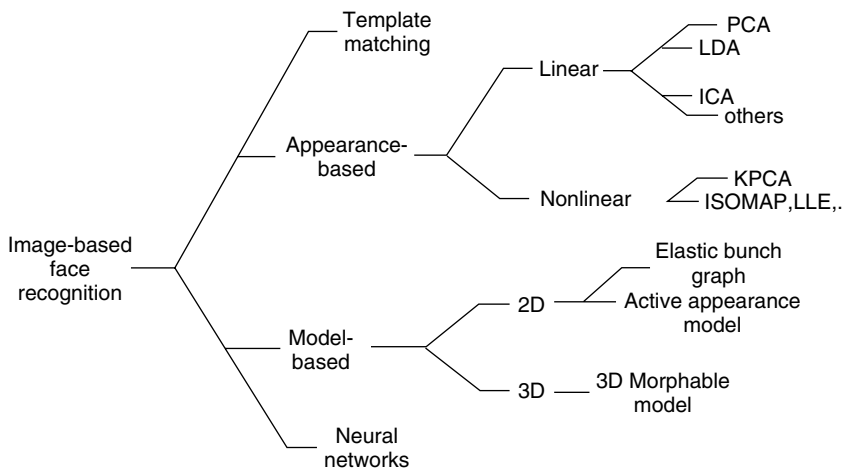 Template
matching
Appearance-
based
Linear
PCA
LDA
ICA
others
Nonlinear
KPCA
ISOMAP,LLE,.
Image-based
face
recognition
Model-
based
2D
Elastic bunch
graph
Active appearance
model
3D
3D Morphable
model
Neural
networks